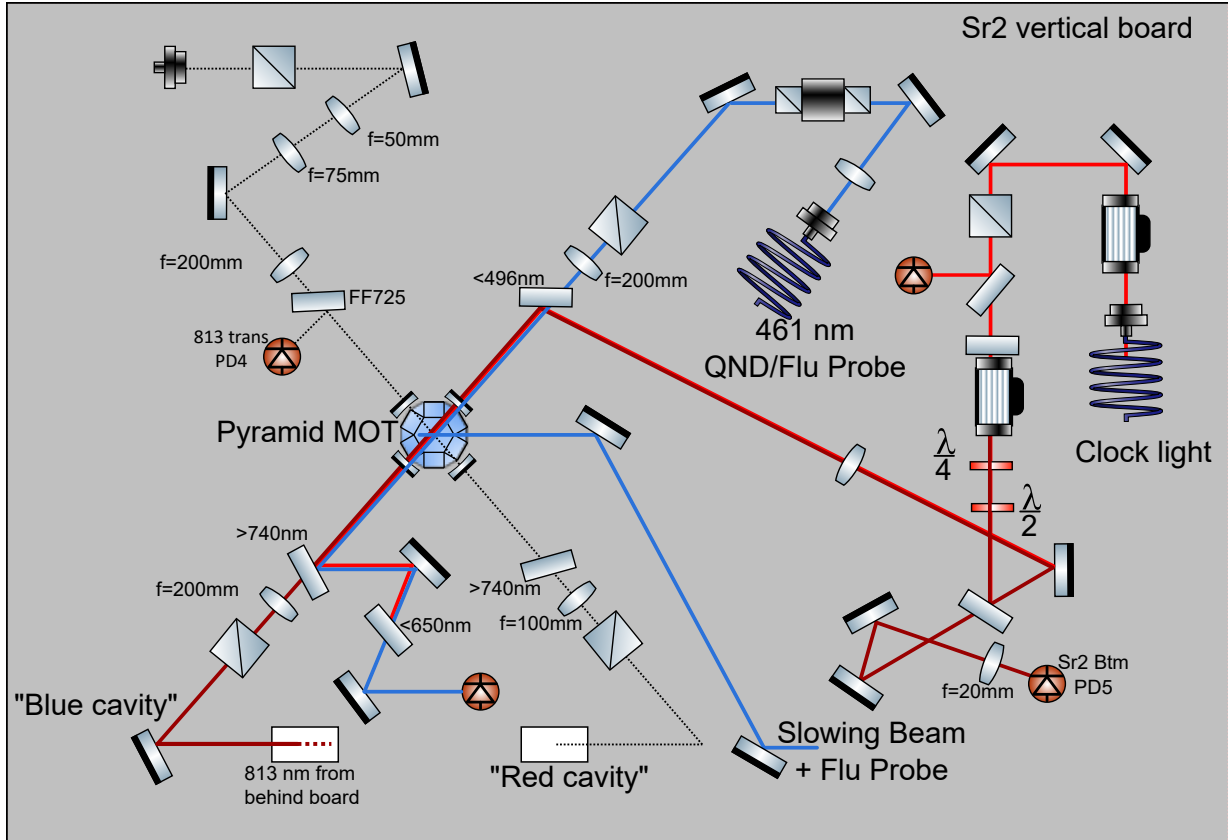 Sr2 vertical board
f=50mm
f=75mm
f=200mm
FF725
813 trans
PD4
<496nm
f=200mm
461 nm
QND/Flu Probe
Clock light
Pyramid MOT
λ
4
λ
2
>740nm
f=200mm
<650nm
>740nm
f=100mm
f=20mm
Sr2 Btm
PD5
"Blue cavity"
813 nm from
behind board
"Red cavity"
Slowing Beam
+ Flu Probe